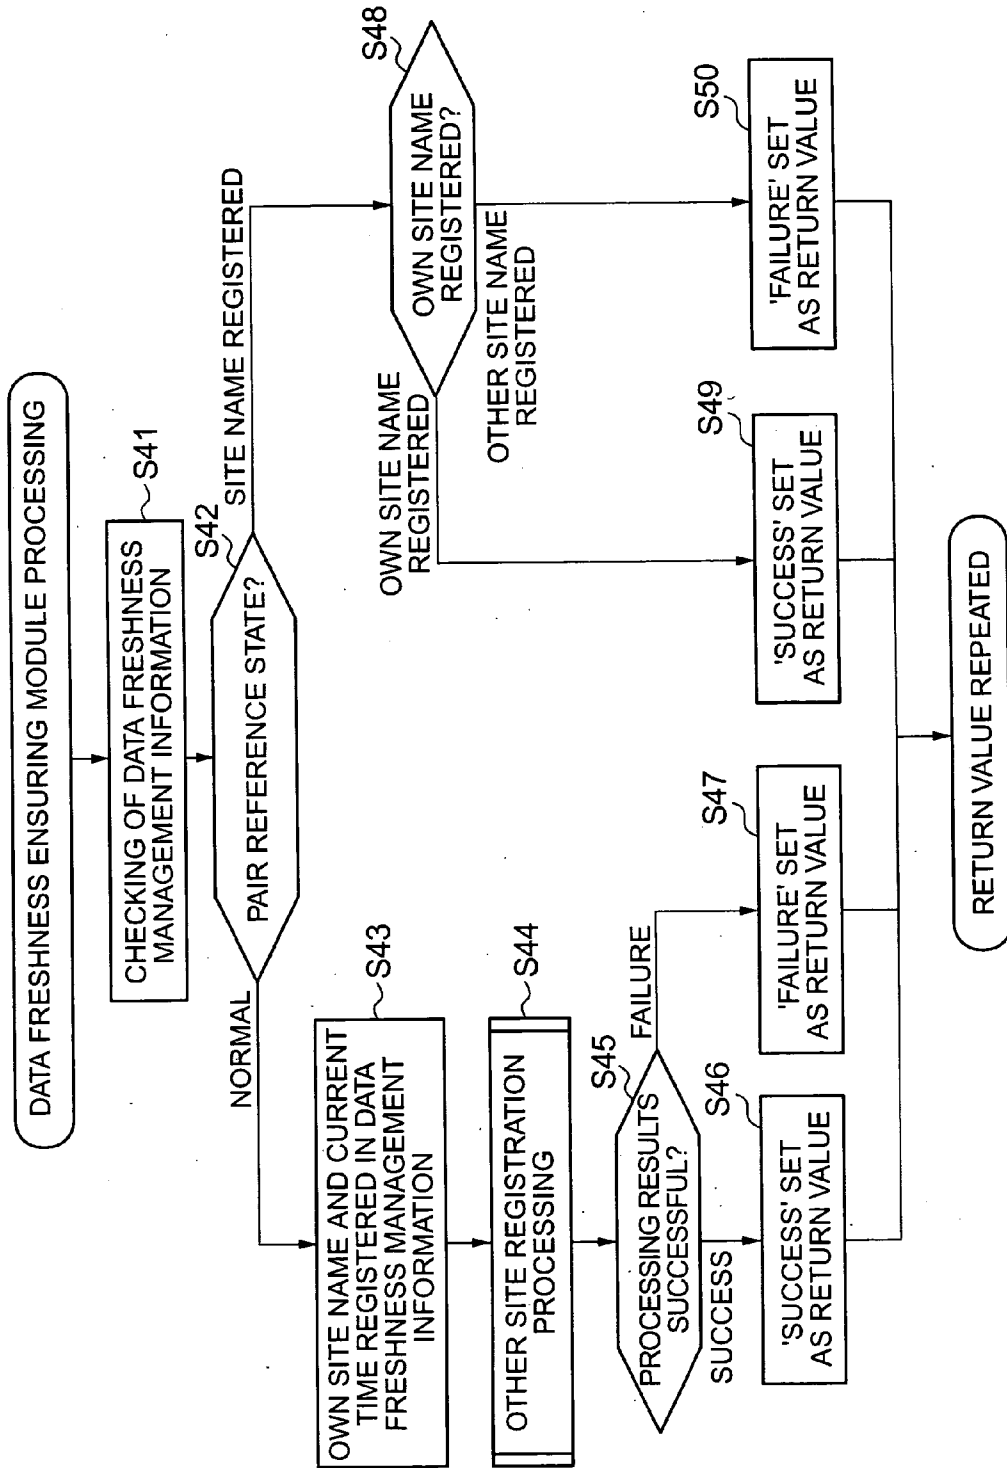 DATA FRESHNESS ENSURING MODULE PROCESSING
S41
CHECKING OF DATA FRESHNESS
MANAGEMENT INFORMATION
S42
PAIR REFERENCE STATE?
NORMAL
SITE NAME REGISTERED
S43
OWN SITE NAME AND CURRENT
TIME REGISTERED IN DATA
FRESHNESS MANAGEMENT
INFORMATION
S44
OTHER SITE REGISTRATION
PROCESSING
S45
PROCESSING RESULTS
SUCCESSFUL?
FAILURE
SUCCESS
S46
'SUCCESS' SET
AS RETURN VALUE
S47
'FAILURE' SET
AS RETURN VALUE
S48
OWN SITE NAME
REGISTERED?
OWN SITE NAME
REGISTERED
OTHER SITE NAME
REGISTERED
S49
'SUCCESS' SET
AS RETURN VALUE
S50
'FAILURE' SET
AS RETURN VALUE
RETURN VALUE REPEATED